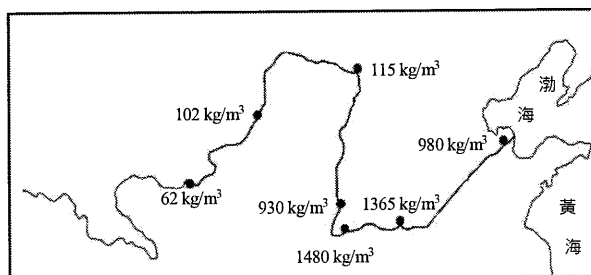 115 kg/m³
渤
海
102 kg/m³
980 kg/m³
62 kg/m³
930 kg/m³
1365 kg/m³
1480 kg/m³
黃
海